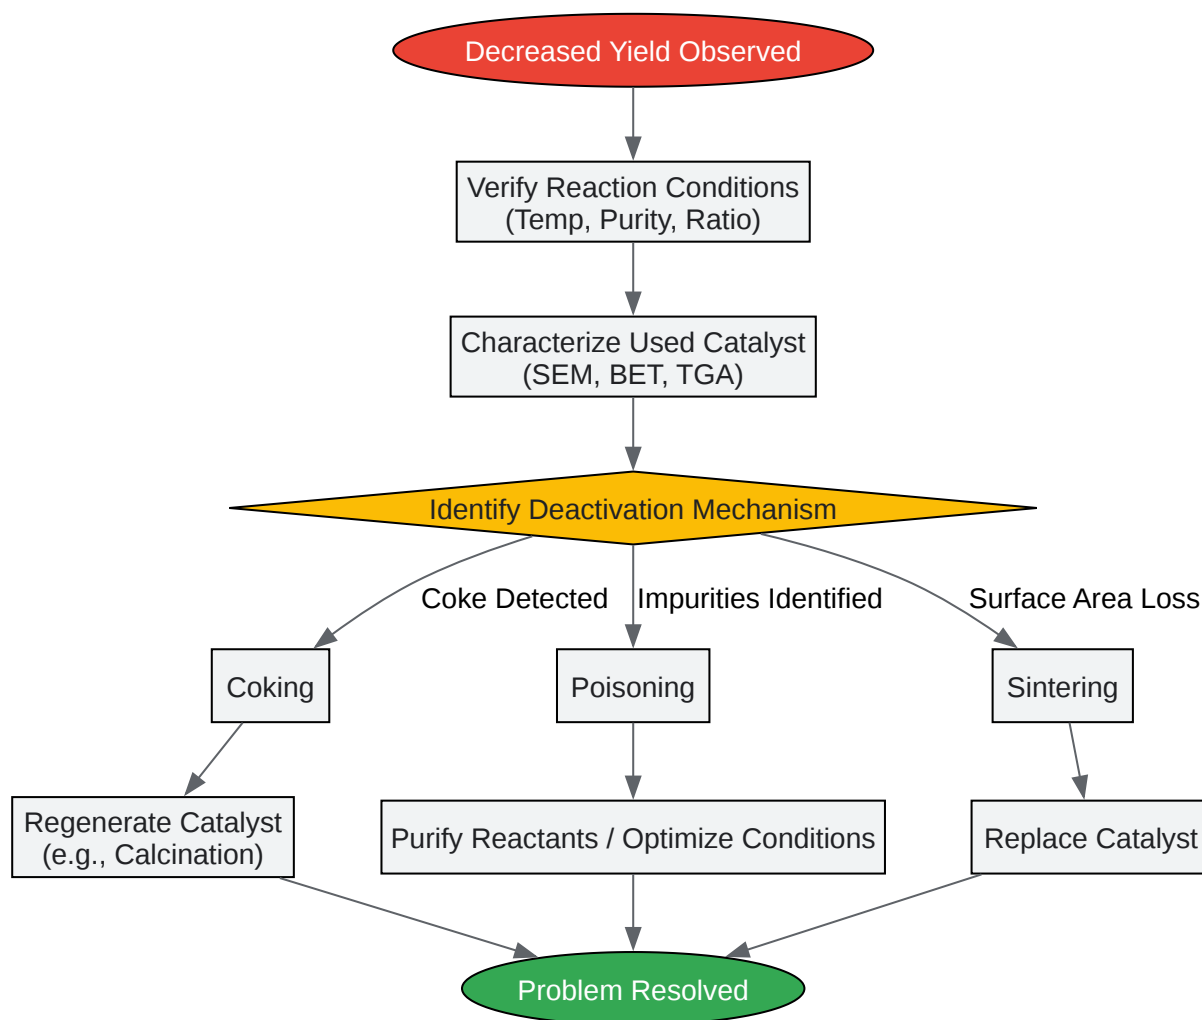 Decreased Yield Observed
Verify Reaction Conditions
(Temp, Purity, Ratio)
Characterize Used Catalyst
(SEM, BET, TGA)
Identify Deactivation Mechanism
Coke Detected
Impurities Identified
Surface Area Loss
Coking
Poisoning
Sintering
Regenerate Catalyst
(e.g., Calcination)
Purify Reactants / Optimize Conditions
Replace Catalyst
Problem Resolved